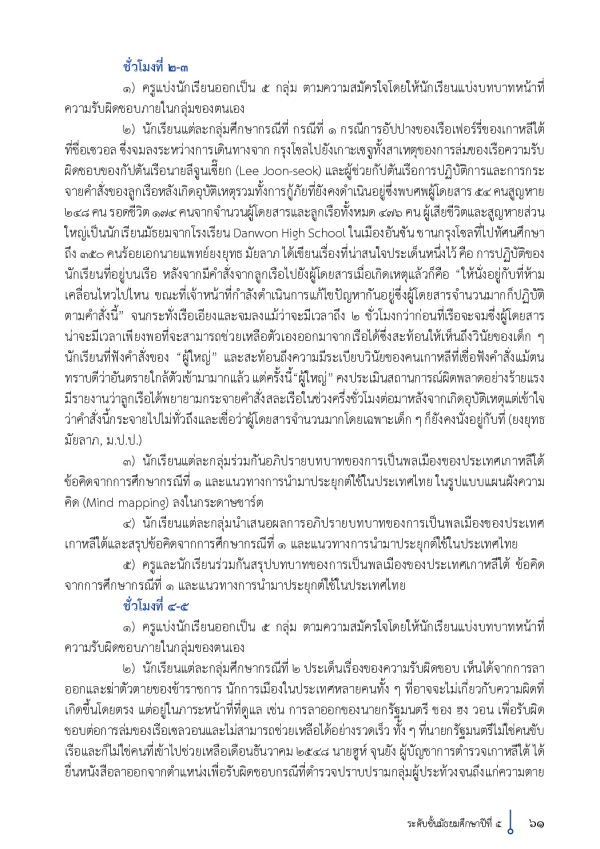 ชั่วโมงที่ ๒-๓
๑) ครูแบ่งนักเรียนออกเป็น ๕ กลุ่ม ตามความสมัครใจโดยให้นักเรียนแบ่งบทบาทหน้าที่
ความรับผิดชอบภายในกลุ่มของตนเอง
๒) นักเรียนแต่ละกลุ่มศึกษากรณีที่ กรณีที่ ๑ กรณีการอัปปางของเรือเฟอร์รี่ของเกาหลีใต้
ที่ชื่อเซวอล ซึ่งจมลงระหว่างการเดินทางจาก กรุงโซลไปยังเกาะเชจูทั้งสาเหตุของการล่มของเรือความรับ
ผิดชอบของกัปตันเรือนายลีจูนเซี๊ยก (Lee Joon-seok) และผู้ช่วยกัปตันเรือการปฏิบัติการและการกระ
จายคำสั่งของลูกเรือหลังเกิดอุบัติเหตุรวมทั้งการกู้ภัยที่ยังคงดำเนินอยู่ซึ่งพบศพผู้โดยสาร ๕๔ คนสูญหาย
๒๔๘ คน รอดชีวิต ๑๗๔ คนจากจำนวนผู้โดยสารและลูกเรือทั้งหมด ๔๗๖ คน ผู้เสียชีวิตและสูญหายส่วน
ใหญ่เป็นนักเรียนมัธยมจากโรงเรียน Danwon High School ในเมืองอันซัน ชานกรุงโซลที่ไปทัศนศึกษา
ถึง ๓๕๐ คนร้อยเอกนายแพทย์ยงยุทธ มัยลาภ ได้เขียนเรื่องที่น่าสนใจประเด็นหนึ่งไว้ คือ การปฏิบัติของ
นักเรียนที่อยู่บนเรือ หลังจากมีคำสั่งจากลูกเรือไปยังผู้โดยสารเมื่อเกิดเหตุแล้วก็คือ “ให้นั่งอยู่กับที่ห้าม
เคลื่อนไหวไปไหน ขณะที่เจ้าหน้าที่กำลังดำเนินการแก้ไขปัญหากันอยู่ซึ่งผู้โดยสารจำนวนมากก็ปฏิบัติ
ตามคำสั่งนี้” จนกระทั่งเรือเอียงและจมลงแม้ว่าจะมีเวลาถึง ๒ ชั่วโมงกว่าก่อนที่เรือจะจมซึ่งผู้โดยสาร
น่าจะมีเวลาเพียงพอที่จะสามารถช่วยเหลือตัวเองออกมาจากเรือได้ซึ่งสะท้อนให้เห็นถึงวินัยของเด็ก ๆ
นักเรียนที่ฟังคำสั่งของ “ผู้ใหญ่” และสะท้อนถึงความมีระเบียบวินัยของคนเกาหลีที่เชื่อฟังคำสั่งแม้ตน
ทราบดีว่าอันตรายใกล้ตัวเข้ามามากแล้ว แต่ครั้งนี้“ผู้ใหญ่” คงประเมินสถานการณ์ผิดพลาดอย่างร้ายแรง
มีรายงานว่าลูกเรือได้พยายามกระจายคำสั่งสละเรือในช่วงครึ่งชั่วโมงต่อมาหลังจากเกิดอุบัติเหตุแต่เข้าใจ
ว่าคำสั่งนี้กระจายไปไม่ทั่วถึงและเชื่อว่าผู้โดยสารจำนวนมากโดยเฉพาะเด็ก ๆ ก็ยังคงนั่งอยู่กับที่ (ยงยุทธ
มัยลาภ, ม.ป.ป.)
๓) นักเรียนแต่ละกลุ่มร่วมกันอภิปรายบทบาทของการเป็นพลเมืองของประเทศเกาหลีใต้
ข้อคิดจากการศึกษากรณีที่ ๑ และแนวทางการนำมาประยุกต์ใช้ในประเทศไทย ในรูปแบบแผนผังความ
คิด (Mind mapping) ลงในกระดาษชาร์ต
๔) นักเรียนแต่ละกลุ่มนำเสนอผลการอภิปรายบทบาทของการเป็นพลเมืองของประเทศ
เกาหลีใต้และสรุปข้อคิดจากการศึกษากรณีที่ ๑ และแนวทางการนำมาประยุกต์ใช้ในประเทศไทย
๕) ครูและนักเรียนร่วมกันสรุปบทบาทของการเป็นพลเมืองของประเทศเกาหลีใต้ ข้อคิด
จากการศึกษากรณีที่ ๑ และแนวทางการนำมาประยุกต์ใช้ในประเทศไทย
ชั่วโมงที่ ๔-๕
๑) ครูแบ่งนักเรียนออกเป็น ๕ กลุ่ม ตามความสมัครใจโดยให้นักเรียนแบ่งบทบาทหน้าที่
ความรับผิดชอบภายในกลุ่มของตนเอง
๒) นักเรียนแต่ละกลุ่มศึกษากรณีที่ ๒ ประเด็นเรื่องของความรับผิดชอบ เห็นได้จากการลา
ออกและฆ่าตัวตายของข้าราชการ นักการเมืองในประเทศหลายคนทั้ง ๆ ที่อาจจะไม่เกี่ยวกับความผิดที่
เกิดขึ้นโดยตรง แต่อยู่ในภาระหน้าที่ที่ดูแล เช่น การลาออกของนายกรัฐมนตรี ชอง ฮง วอน เพื่อรับผิด
ชอบต่อการล่มของเรือเซลวอนและไม่สามารถช่วยเหลือได้อย่างรวดเร็ว ทั้ง ๆ ที่นายกรัฐมนตรีไม่ใช่คนขับ
เรือและก็ไม่ใช่คนที่เข้าไปช่วยเหลือเดือนธันวาคม ๒๕๔๘ นายฮูห์ จุนยัง ผู้บัญชาการตำรวจเกาหลีใต้ ได้
ยื่นหนังสือลาออกจากตำแหน่งเพื่อรับผิดชอบกรณีที่ตำรวจปราบปรามกลุ่มผู้ประท้วงจนถึงแก่ความตาย
ระดับชั้นมัธยมศึกษาปีที่ ๕ ๖๑